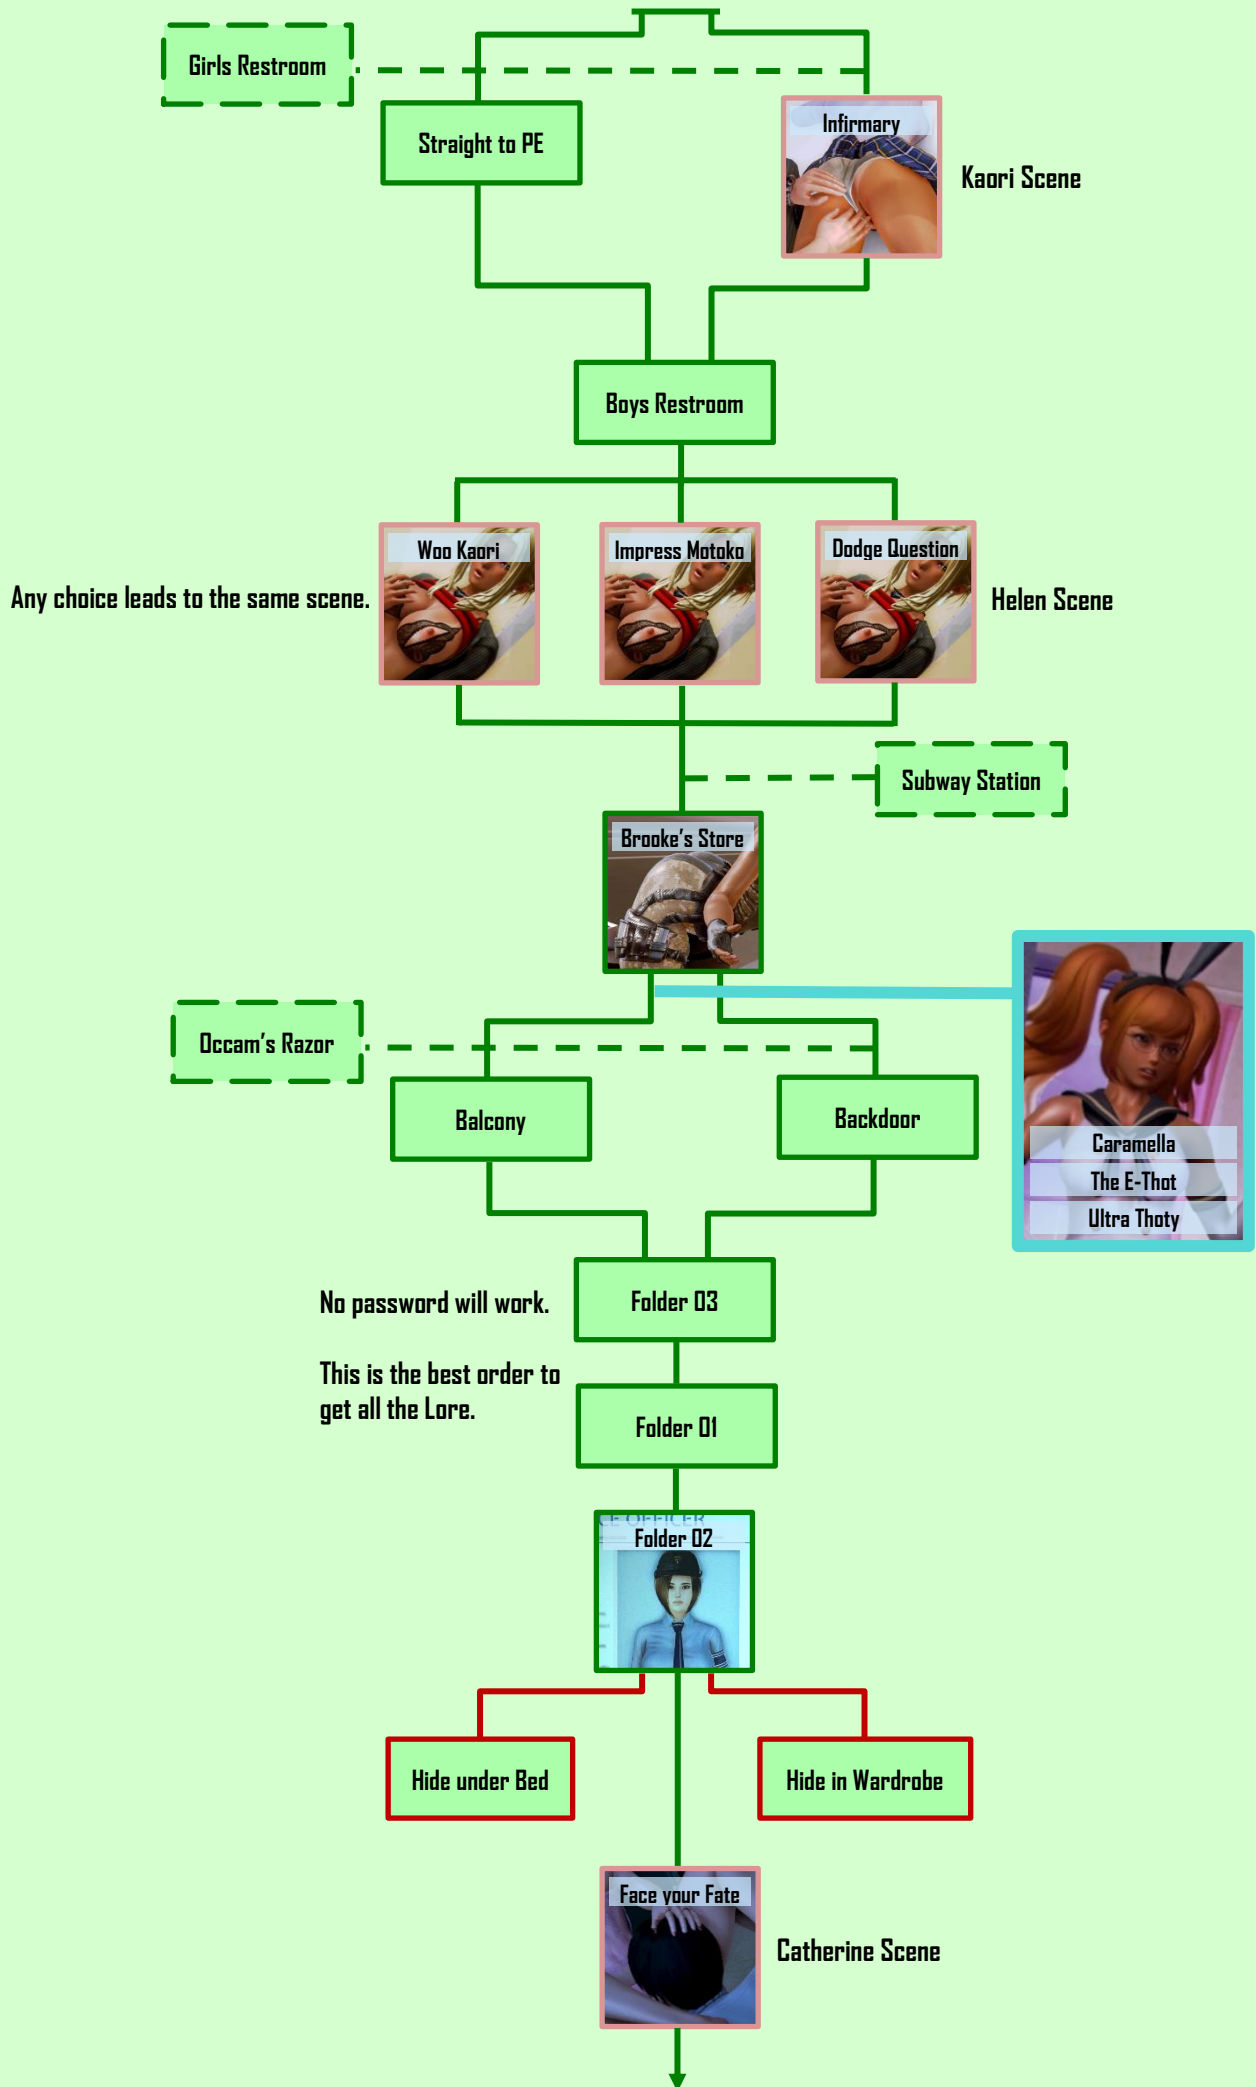 Girls Restroom
Straight to PE
Infirmary
Kaori Scene
Boys Restroom
Woo Kaori
Impress Motoko
Dodge Question
Any choice leads to the same scene.
Helen Scene
Subway Station
Brooke's Store
Occam's Razor
Balcony
Backdoor
Caramella
The E-Thot
Ultra Thoty
No password will work.
Folder 03
This is the best order to
get all the Lore.
Folder 01
CE OFFICER
Folder 02
Hide under Bed
Hide in Wardrobe
Face your Fate
Catherine Scene